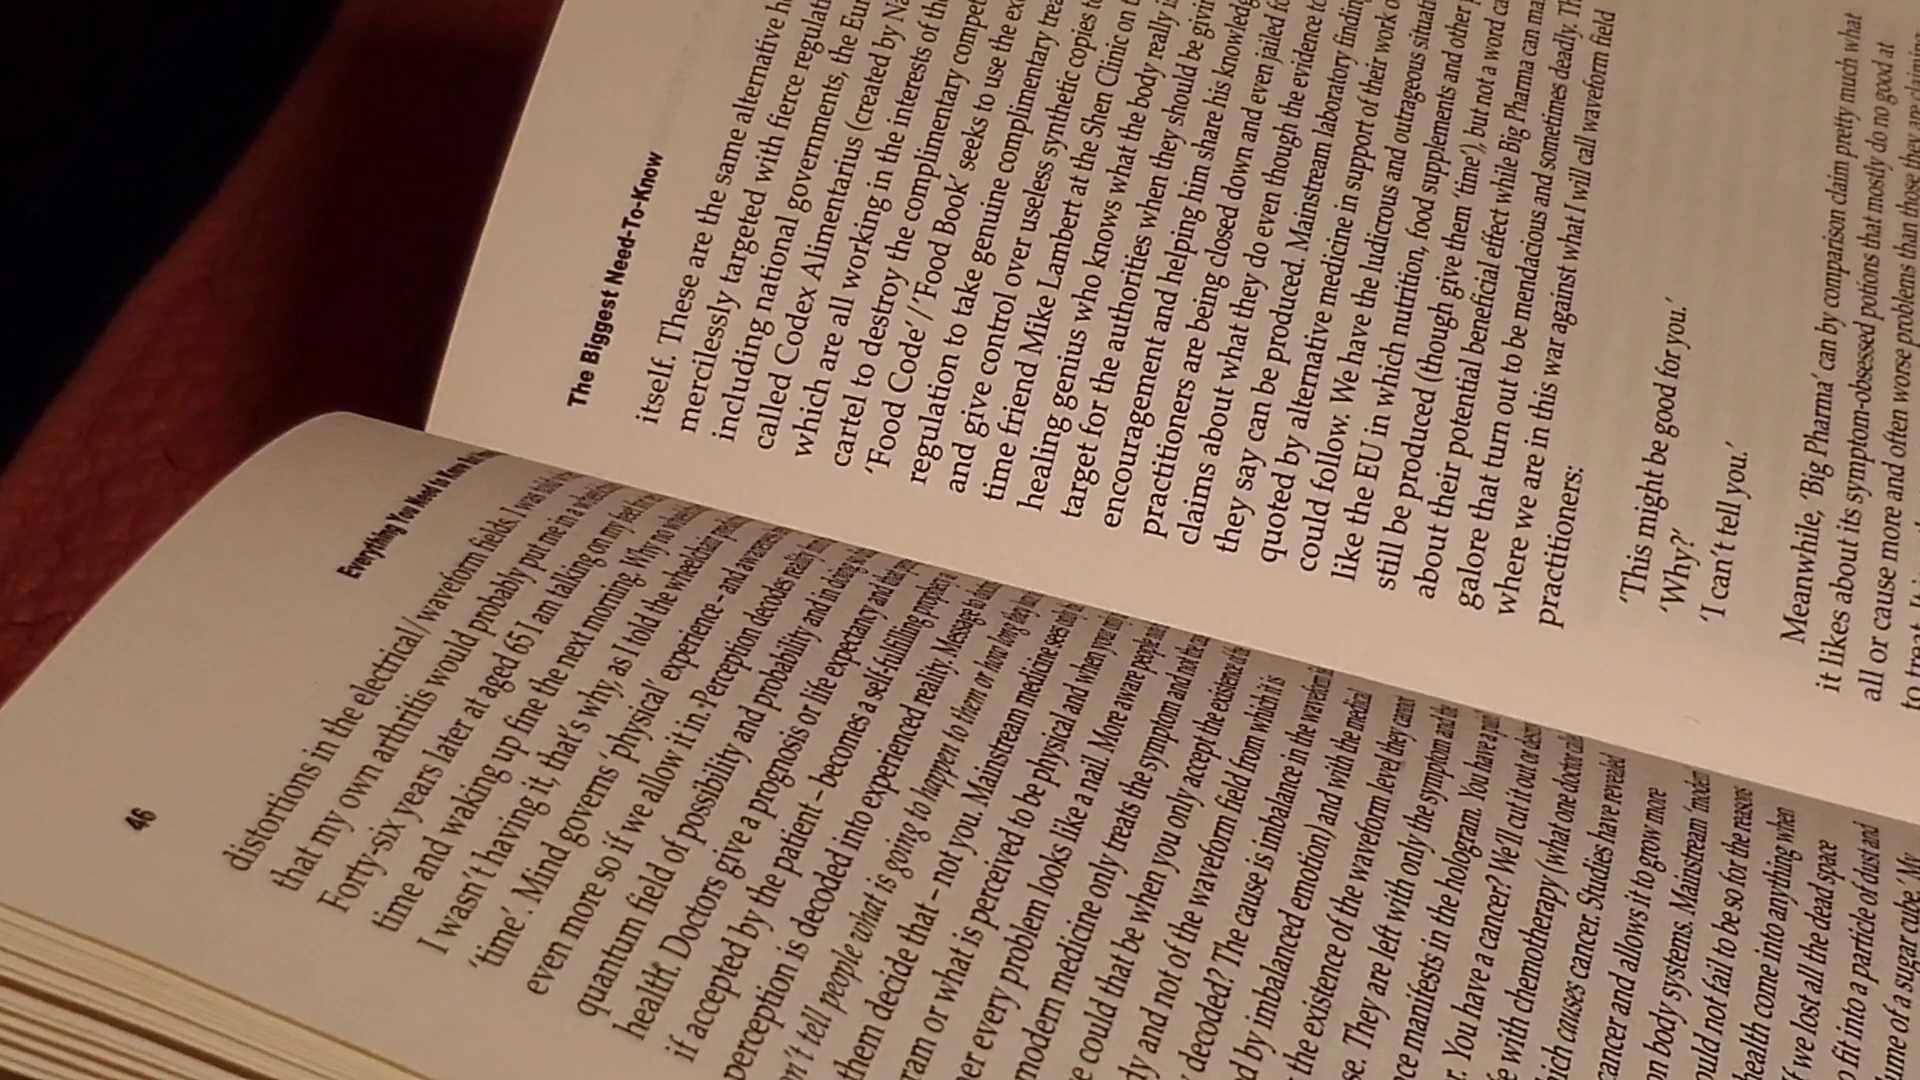 46
Everything You Need to Know
distortions in the electrical/waveform fields. I was
that my own arthritis would probably put me in a
Forty-six years later at aged 65 I am talking on my feet
time and waking up fine the next morning. Why no
I wasn't having it, that's why, as I told the wheelchair
'time'. Mind governs 'physical' experience – and awareness
even more so if we allow it in. Perception decodes
quantum field of possibility and probability and in doing
health. Doctors give a prognosis or life expectancy and
if accepted by the patient – becomes a self-fulfilling
perception is decoded into experienced reality. Message to
tell people what is going to happen to them or how long they
them decide that – not you. Mainstream medicine sees
or what is perceived to be physical and when your
every problem looks like a nail. More aware people
modern medicine only treats the symptom and not the
could that be when you only accept the existence of the
and not of the waveform field from which it is
decoded? The cause is imbalance in the waveform
by imbalanced emotion) and with the medical
the existence of the waveform level they cannot
They are left with only the symptom and the
manifests in the hologram. You have a
You have a cancer? We'll cut it out or
with chemotherapy (what one doctor
causes cancer. Studies have revealed
cancer and allows it to grow more
on body systems. Mainstream
not fail to be so for the reasons
health come into anything when
if we lost all the dead space
fit into a particle of dust and
of a sugar cube.' My
The Biggest Need-To-Know
itself. These are the same alternative
mercilessly targeted with fierce
including national governments, the
called Codex Alimentarius (created by
which are all working in the interests of the
cartel to destroy the complimentary
'Food Code'/'Food Book' seeks to use the
regulation to take genuine complimentary
and give control over useless synthetic copies
time friend Mike Lambert at the Shen Clinic on
healing genius who knows what the body really
target for the authorities when they should be
encouragement and helping him share his
practitioners are being closed down and even jailed
claims about what they do even though the evidence
they say can be produced. Mainstream laboratory
quoted by alternative medicine in support of their work
could follow. We have the ludicrous and outrageous
like the EU in which nutrition, food supplements and other
still be produced (though give them 'time'), but not a word
about their potential beneficial effect while Big Pharma can
galore that turn out to be mendacious and sometimes deadly.
where we are in this war against what I will call waveform field
practitioners:
'This might be good for you.'
'Why?'
'I can't tell you.'
Meanwhile, 'Big Pharma' can by comparison claim pretty much what
it likes about its symptom-obsessed potions that mostly do no good at
all or cause more and often worse problems than those they are